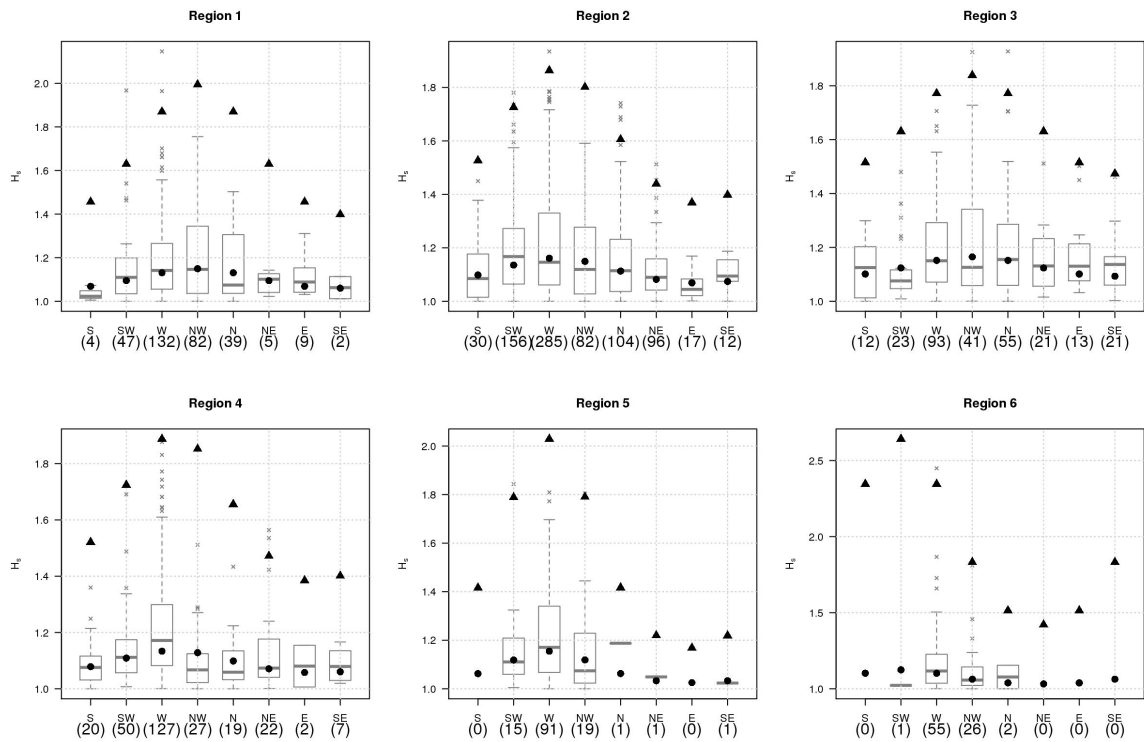 Region 1
Region 2
Region 3
2.0
1.8
1.6
1.4
1.2
1.0
Hs
S SW W NW N NE E SE
(4) (47) (132) (82) (39) (5) (9) (2)
1.8
1.6
1.4
1.2
1.0
Hs
S SW W NW N NE E SE
(30) (156) (285) (82) (104) (96) (17) (12)
1.8
1.6
1.4
1.2
1.0
Hs
S SW W NW N NE E SE
(12) (23) (93) (41) (55) (21) (13) (21)
Region 4
Region 5
Region 6
1.8
1.6
1.4
1.2
1.0
Hs
S SW W NW N NE E SE
(20) (50) (127) (27) (19) (22) (2) (7)
2.0
1.8
1.6
1.4
1.2
1.0
Hs
S SW W NW N NE E SE
(0) (15) (91) (19) (1) (1) (0) (1)
2.5
2.0
1.5
1.0
Hs
S SW W NW N NE E SE
(0) (1) (55) (26) (2) (0) (0) (0)